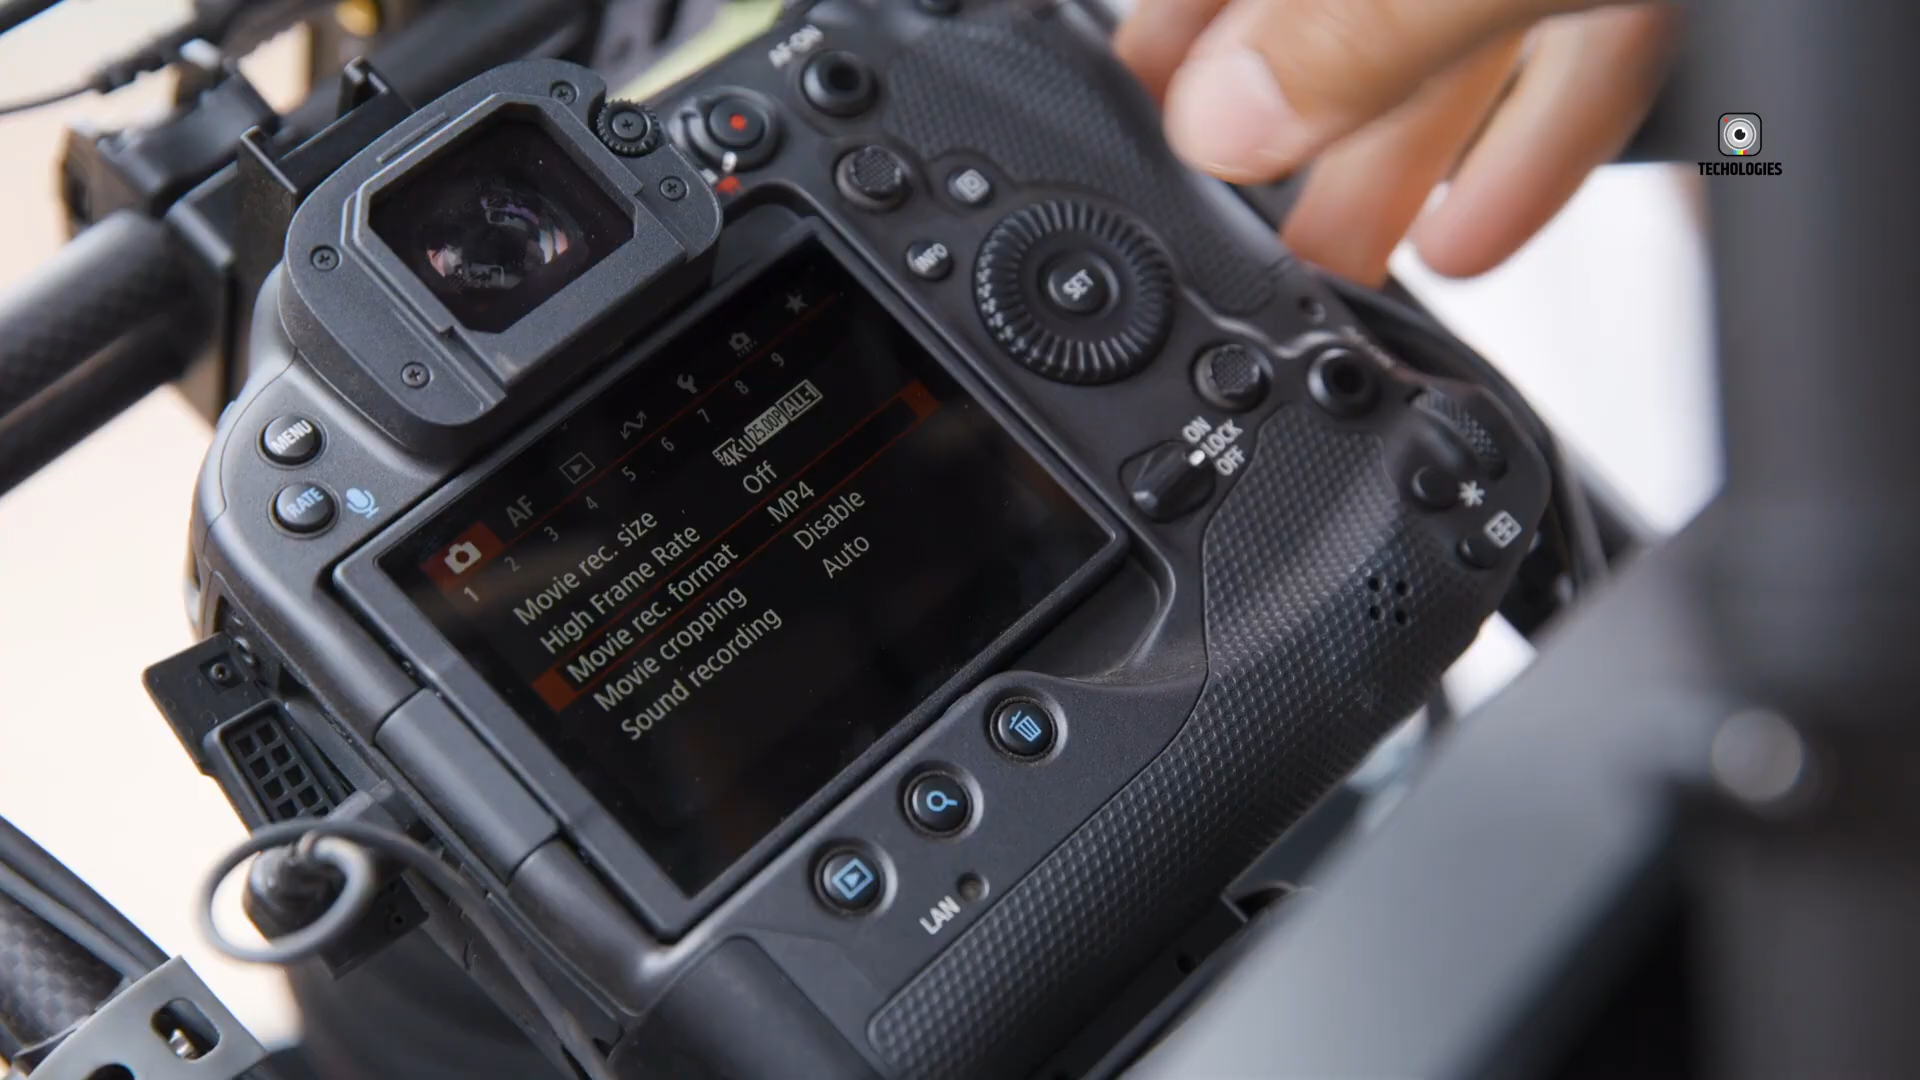 TECHOLOGIES
AF-ON
INFO
SET
MENU
RATE
ON
LOCK
OFF
AF
1 2 3 4 5 6 7 8 9
Movie rec. size 4K-U 25.00P ALL-I
High Frame Rate Off
Movie rec. format MP4
Movie cropping Disable
Sound recording Auto
LAN